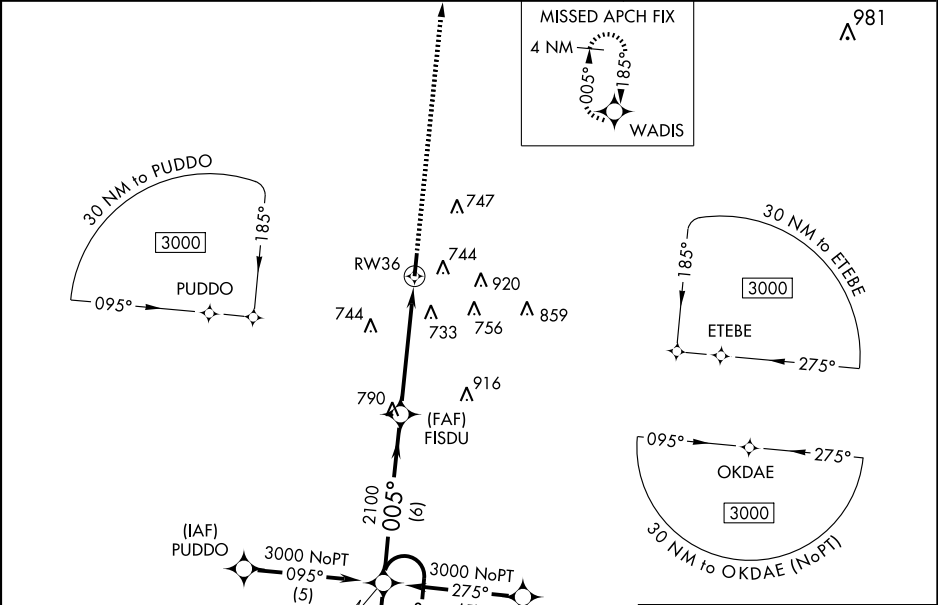 MISSED APCH FIX
4 NM
005°
185°
WADIS
981
30 NM to PUDDO
3000
185°
PUDDO
095°
747
RW36
744
920
744
733
756
859
790
916
(FAF)
FISDU
30 NM to ETEBE
185°
3000
ETEBE
275°
095°
275°
OKDAE
3000
30 NM to OKDAE (NoPT)
2100
005°
(6)
(IAF)
PUDDO
3000 NoPT
095°
(5)
3000 NoPT
275°